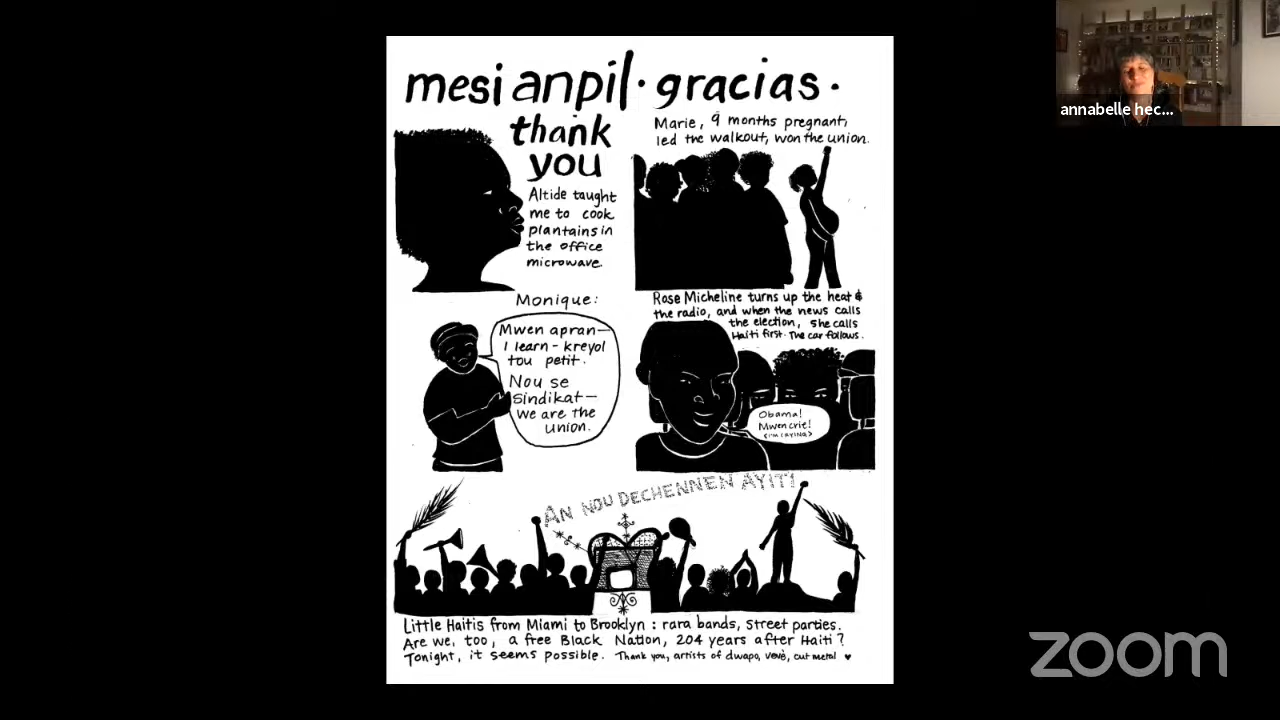 mesi anpil · gracias ·
thank
you
Altide taught
me to cook
plantains in
the office
microwave.
Marie, 9 months pregnant,
led the walkout, won the union.
Monique:
Mwen apran—
I learn - kreyol
tou petit.
Nou se
sindikat—
we are the
union.
Rose Micheline turns up the heat &
the radio, and when the news calls
the election, she calls
Haiti first. The car follows.
Obama!
Mwen crie!
<I'm crying>
AN NOU DECHENNEN AYITI
Little Haitis from Miami to Brooklyn: rara bands, street parties.
Are we, too, a free Black Nation, 204 years after Haiti?
Tonight, it seems possible. Thank you, artists of dwapo, vevè, cut metal ♥
annabelle hec...
zoom